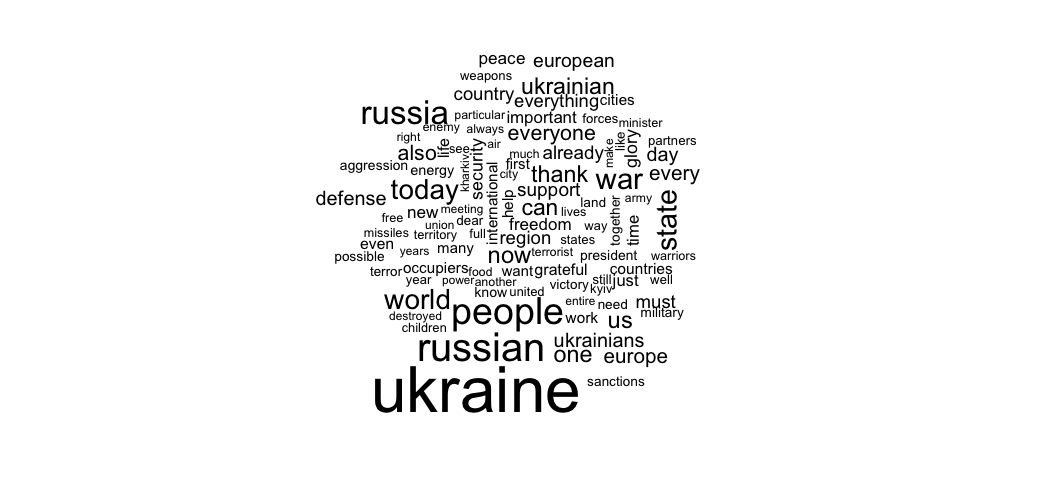 peace european
weapons
ukrainian
country everything cities
russia particular important forces minister
enemy always everyone
right life see security air make like glory partners
also much already day
aggression energy kharkiv first
city thank war every
defense today international help support state
can land army
free new meeting lives together time
union dear freedom way
missiles territory full region states
even years many
possible now terrorist president warriors
terror occupiers food want grateful countries
year power another victory still just well
know united kyiv
world people entire need must
destroyed work us military
children
russian ukrainians
one europe
ukraine sanctions